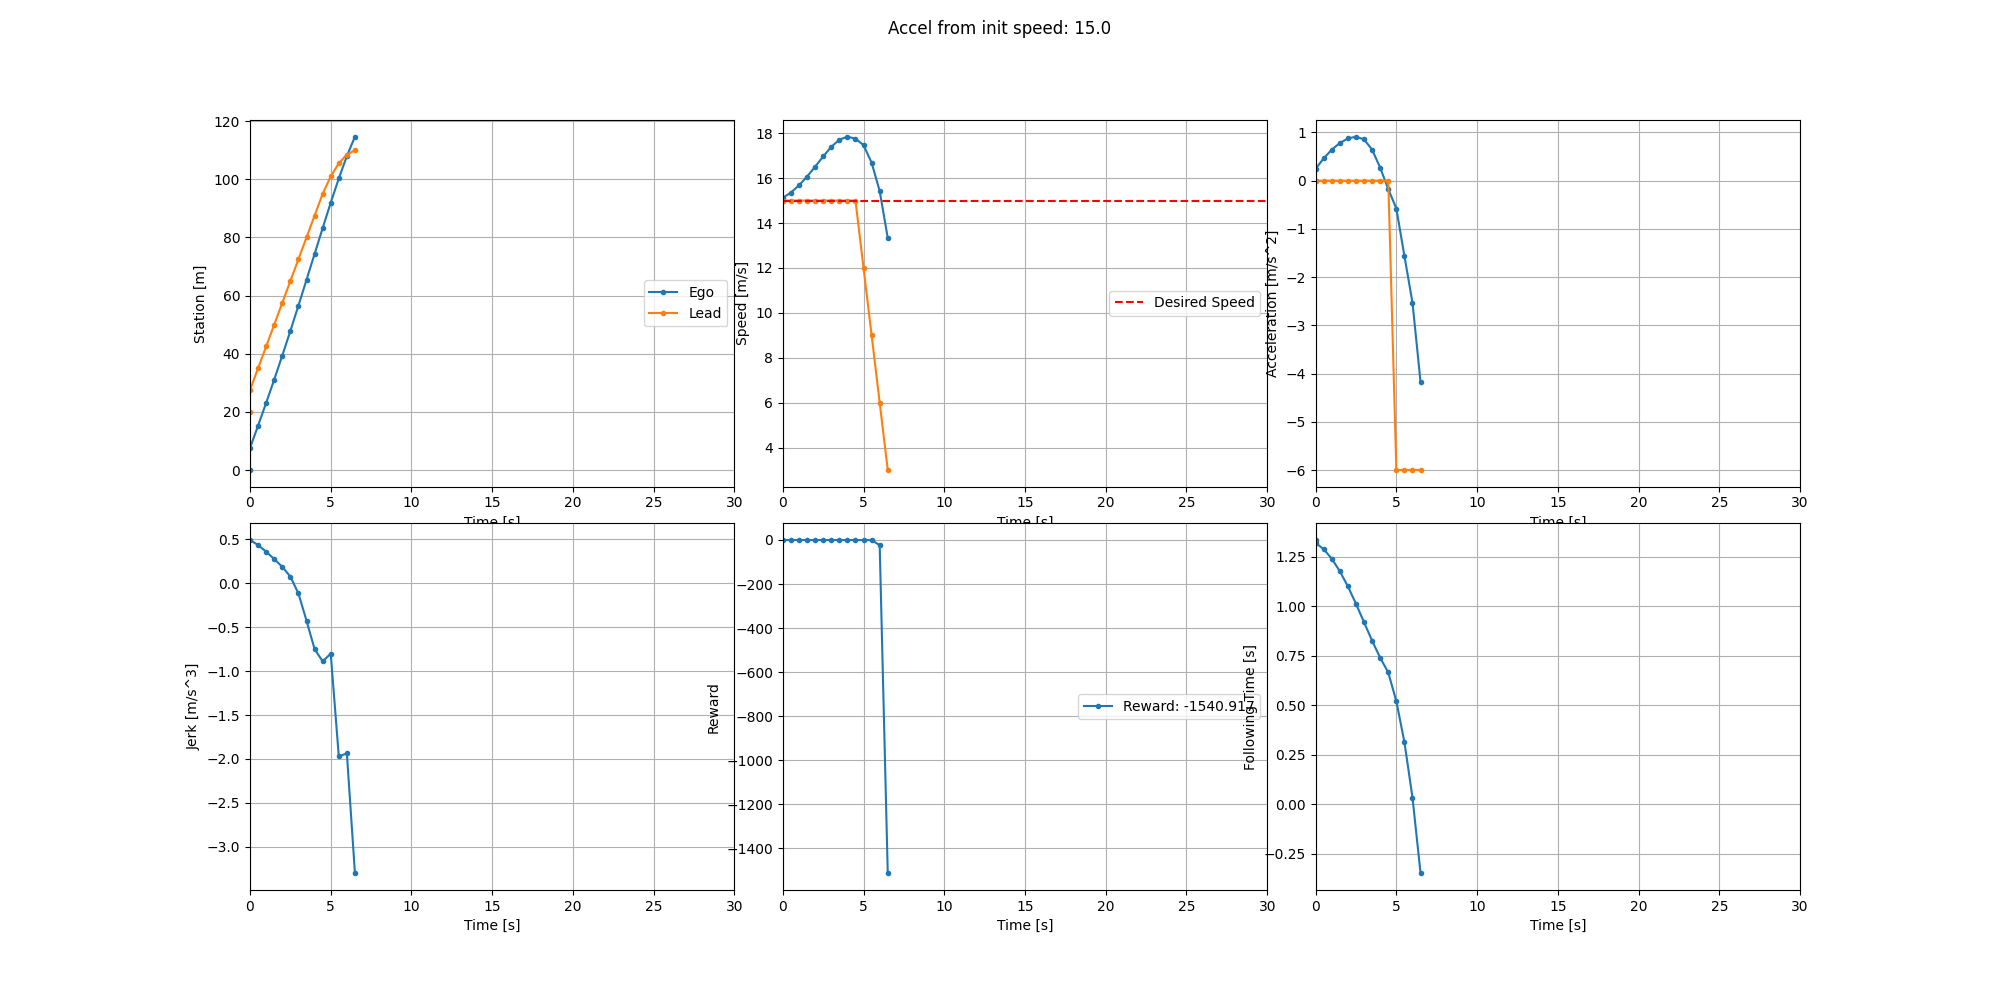 Accel from init speed: 15.0
120
100
80
60
40
20
0
Station [m]
Ego
Lead
0 5 10 15 20 25 30
Time [s]
18
16
14
12
10
8
6
4
Speed [m/s]
Desired Speed
0 5 10 15 20 25 30
Time [s]
1
0
−1
−2
−3
−4
−5
−6
Acceleration [m/s^2]
0 5 10 15 20 25 30
Time [s]
0.5
0.0
−0.5
−1.0
−1.5
−2.0
−2.5
−3.0
Jerk [m/s^3]
0 5 10 15 20 25 30
Time [s]
0
−200
−400
−600
−800
−1000
−1200
−1400
Reward
Reward: -1540.917
0 5 10 15 20 25 30
Time [s]
1.25
1.00
0.75
0.50
0.25
0.00
−0.25
Following Time [s]
0 5 10 15 20 25 30
Time [s]